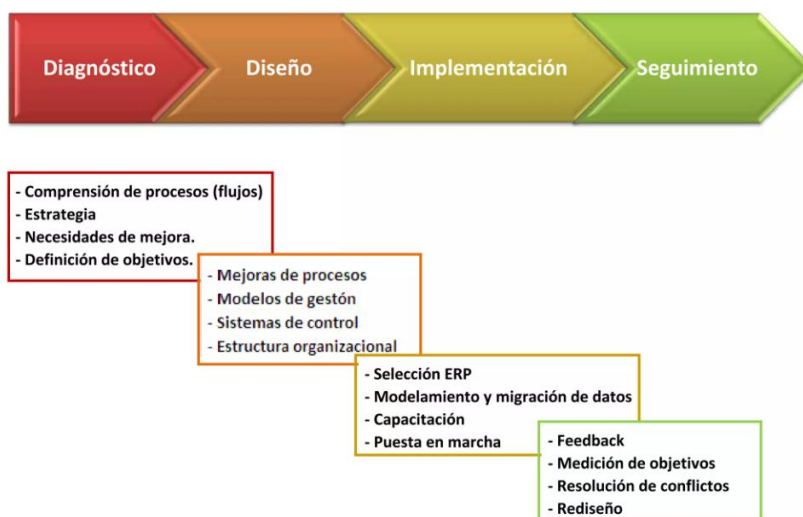 Diagnóstico
Diseño
Implementación
Seguimiento
- Comprensión de procesos (flujos)
- Estrategia
- Necesidades de mejora.
- Definición de objetivos.
- Mejoras de procesos
- Modelos de gestón
- Sistemas de control
- Estructura organizacional
- Selección ERP
- Modelamiento y migración de datos
- Capacitación
- Puesta en marcha
- Feedback
- Medición de objetivos
- Resolución de conflictos
- Rediseño